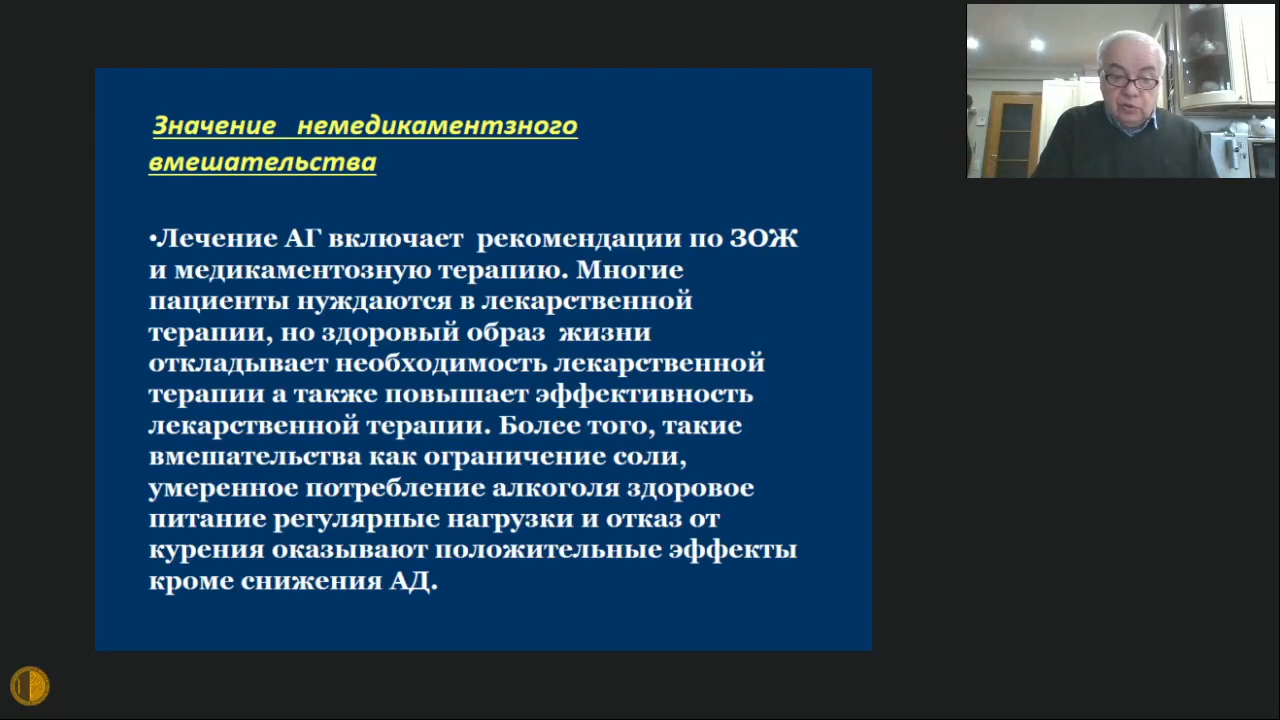 Значение немедикаментзного
вмешательства
•Лечение АГ включает рекомендации по ЗОЖ
и медикаментозную терапию. Многие
пациенты нуждаются в лекарственной
терапии, но здоровый образ жизни
откладывает необходимость лекарственной
терапии а также повышает эффективность
лекарственной терапии. Более того, такие
вмешательства как ограничение соли,
умеренное потребление алкоголя здоровое
питание регулярные нагрузки и отказ от
курения оказывают положительные эффекты
кроме снижения АД.